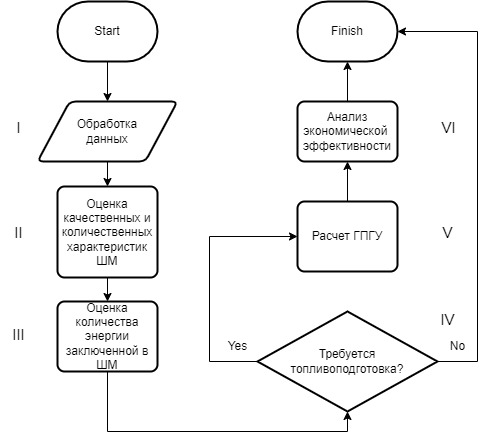 Start
I
Обработка
данных
II
Оценка
качественных и
количественных
характеристик
ШМ
III
Оценка
количества
энергии
заключенной в
ШМ
IV
Требуется
топливоподготовка?
Yes
No
V
Расчет ГПГУ
VI
Анализ
экономической
эффективности
Finish